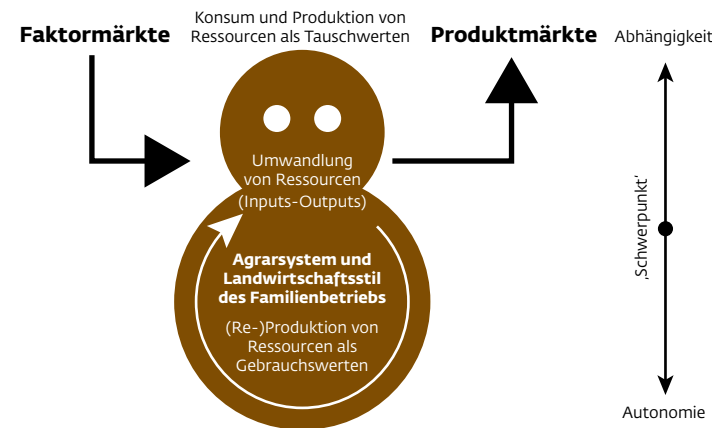 Faktormärkte
Konsum und Produktion von
Ressourcen als Tauschwerten
Produktmärkte
Abhängigkeit
Umwandlung
von Ressourcen
(Inputs-Outputs)
Agrarsystem und
Landwirtschaftsstil
des Familienbetriebs
(Re-)Produktion von
Ressourcen als
Gebrauchswerten
‚Schwerpunkt‘
Autonomie